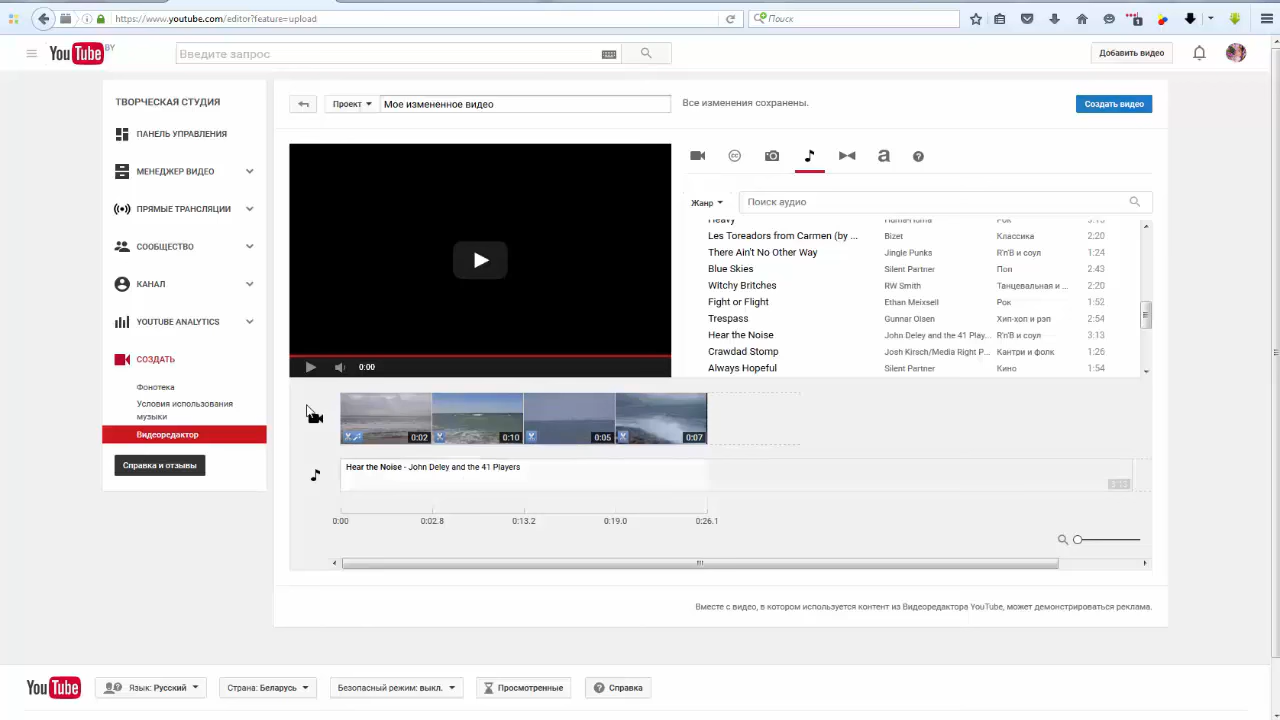 https://www.youtube.com/editor?feature=upload
Поиск
YouTube BY
Введите запрос
Добавить видео
ТВОРЧЕСКАЯ СТУДИЯ
ПАНЕЛЬ УПРАВЛЕНИЯ
МЕНЕДЖЕР ВИДЕО
ПРЯМЫЕ ТРАНСЛЯЦИИ
СООБЩЕСТВО
КАНАЛ
YOUTUBE ANALYTICS
СОЗДАТЬ
Фонотека
Условия использования
музыки
Видеоредактор
Справка и отзывы
Проект
Мое измененное видео
Все изменения сохранены.
Создать видео
0:00
Жанр
Поиск аудио
Heavy Рок
Les Toreadors from Carmen (by ... Bizet Классика 2:20
There Ain't No Other Way Jingle Punks R'n'B и соул 1:24
Blue Skies Silent Partner Поп 2:43
Witchy Britches RW Smith Танцевальная и ... 2:20
Fight or Flight Ethan Meixsell Рок 1:52
Trespass Gunnar Olsen Хип-хоп и рэп 2:54
Hear the Noise John Deley and the 41 Play... R'n'B и соул 3:13
Crawdad Stomp Josh Kirsch/Media Right P... Кантри и фолк 1:26
Always Hopeful Silent Partner Кино 1:54
0:02 0:10 0:05 0:07
Hear the Noise - John Deley and the 41 Players
3:13
0:00 0:02.8 0:13.2 0:19.0 0:26.1
Вместе с видео, в котором используется контент из Видеоредактора YouTube, может демонстрироваться реклама.
YouTube
Язык: Русский
Страна: Беларусь
Безопасный режим: выкл.
Просмотренные
Справка